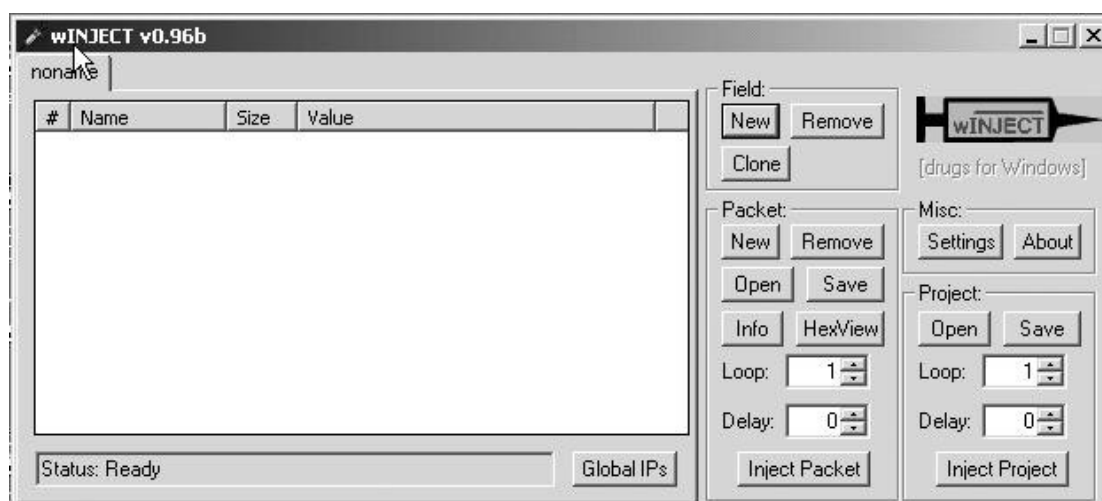 wINJECT v0.96b
noname
# Name Size Value
Status: Ready
Global IPs
Field:
New Remove
Clone
Packet:
New Remove
Open Save
Info HexView
Loop: 1
Delay: 0
Inject Packet
wINJECT
[drugs for Windows]
Misc:
Settings About
Project:
Open Save
Loop: 1
Delay: 0
Inject Project